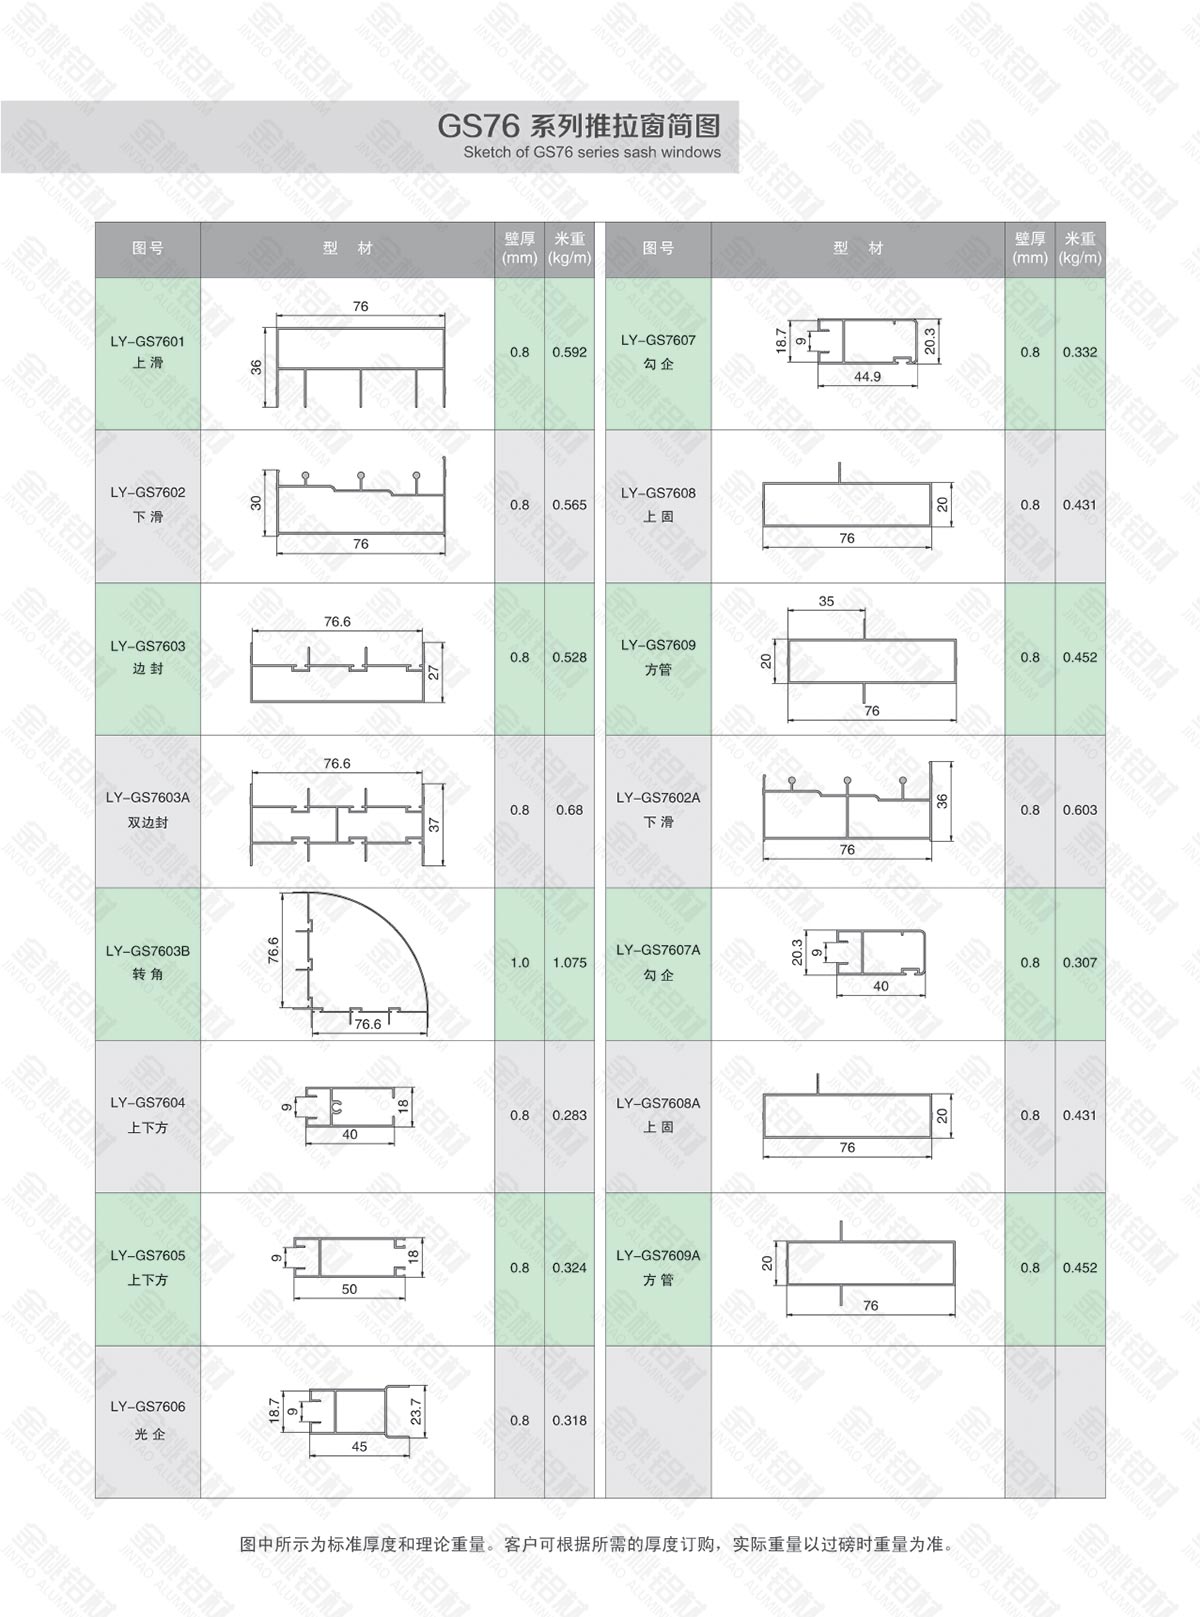 GS76 系列推拉窗简图
Sketch of GS76 series sash windows
图号 型 材 壁厚(mm) 米重(kg/m)
LY-GS7601
上 滑
76
36
0.8 0.592
LY-GS7602
下 滑
30
76
0.8 0.565
LY-GS7603
边 封
76.6
27
0.8 0.528
LY-GS7603A
双边封
76.6
37
0.8 0.68
LY-GS7603B
转 角
76.6
76.6
1.0 1.075
LY-GS7604
上下方
9
18
40
0.8 0.283
LY-GS7605
上下方
9
18
50
0.8 0.324
LY-GS7606
光 企
18.7
9
23.7
45
0.8 0.318
图号 型 材 壁厚(mm) 米重(kg/m)
LY-GS7607
勾 企
18.7
9
20.3
44.9
0.8 0.332
LY-GS7608
上 固
20
76
0.8 0.431
LY-GS7609
方管
35
20
76
0.8 0.452
LY-GS7602A
下 滑
36
76
0.8 0.603
LY-GS7607A
勾 企
20.3
9
40
0.8 0.307
LY-GS7608A
上 固
20
76
0.8 0.431
LY-GS7609A
方 管
20
76
0.8 0.452
图中所示为标准厚度和理论重量。客户可根据所需的厚度订购，实际重量以过磅时重量为准。
金桃铝材
JINTAO ALUMINIUM